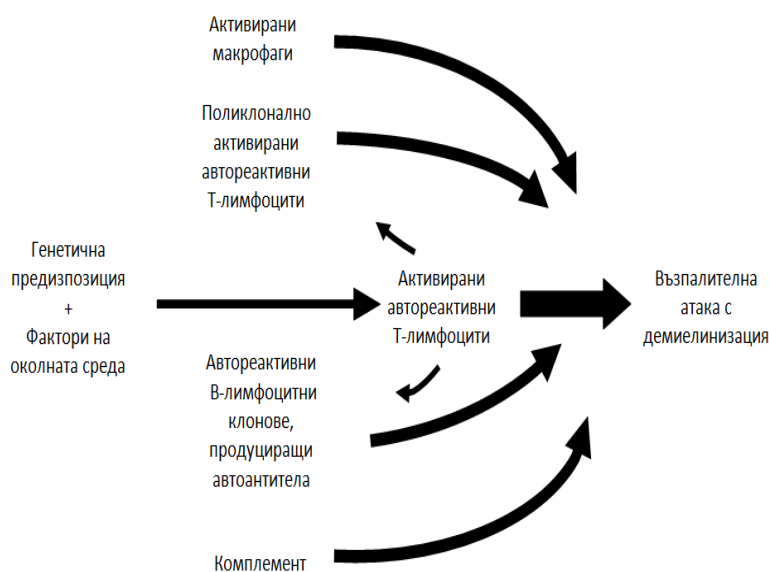 Активирани
макрофаги
Поликлонално
активирани
автореактивни
Т-лимфоцити
Генетична
предизпозиция
+
Фактори на
околната среда
Активирани
автореактивни
Т-лимфоцити
Възпалителна
атака с
демиелинизация
Автореактивни
В-лимфоцитни
клонове,
продуциращи
автоантитела
Комплемент